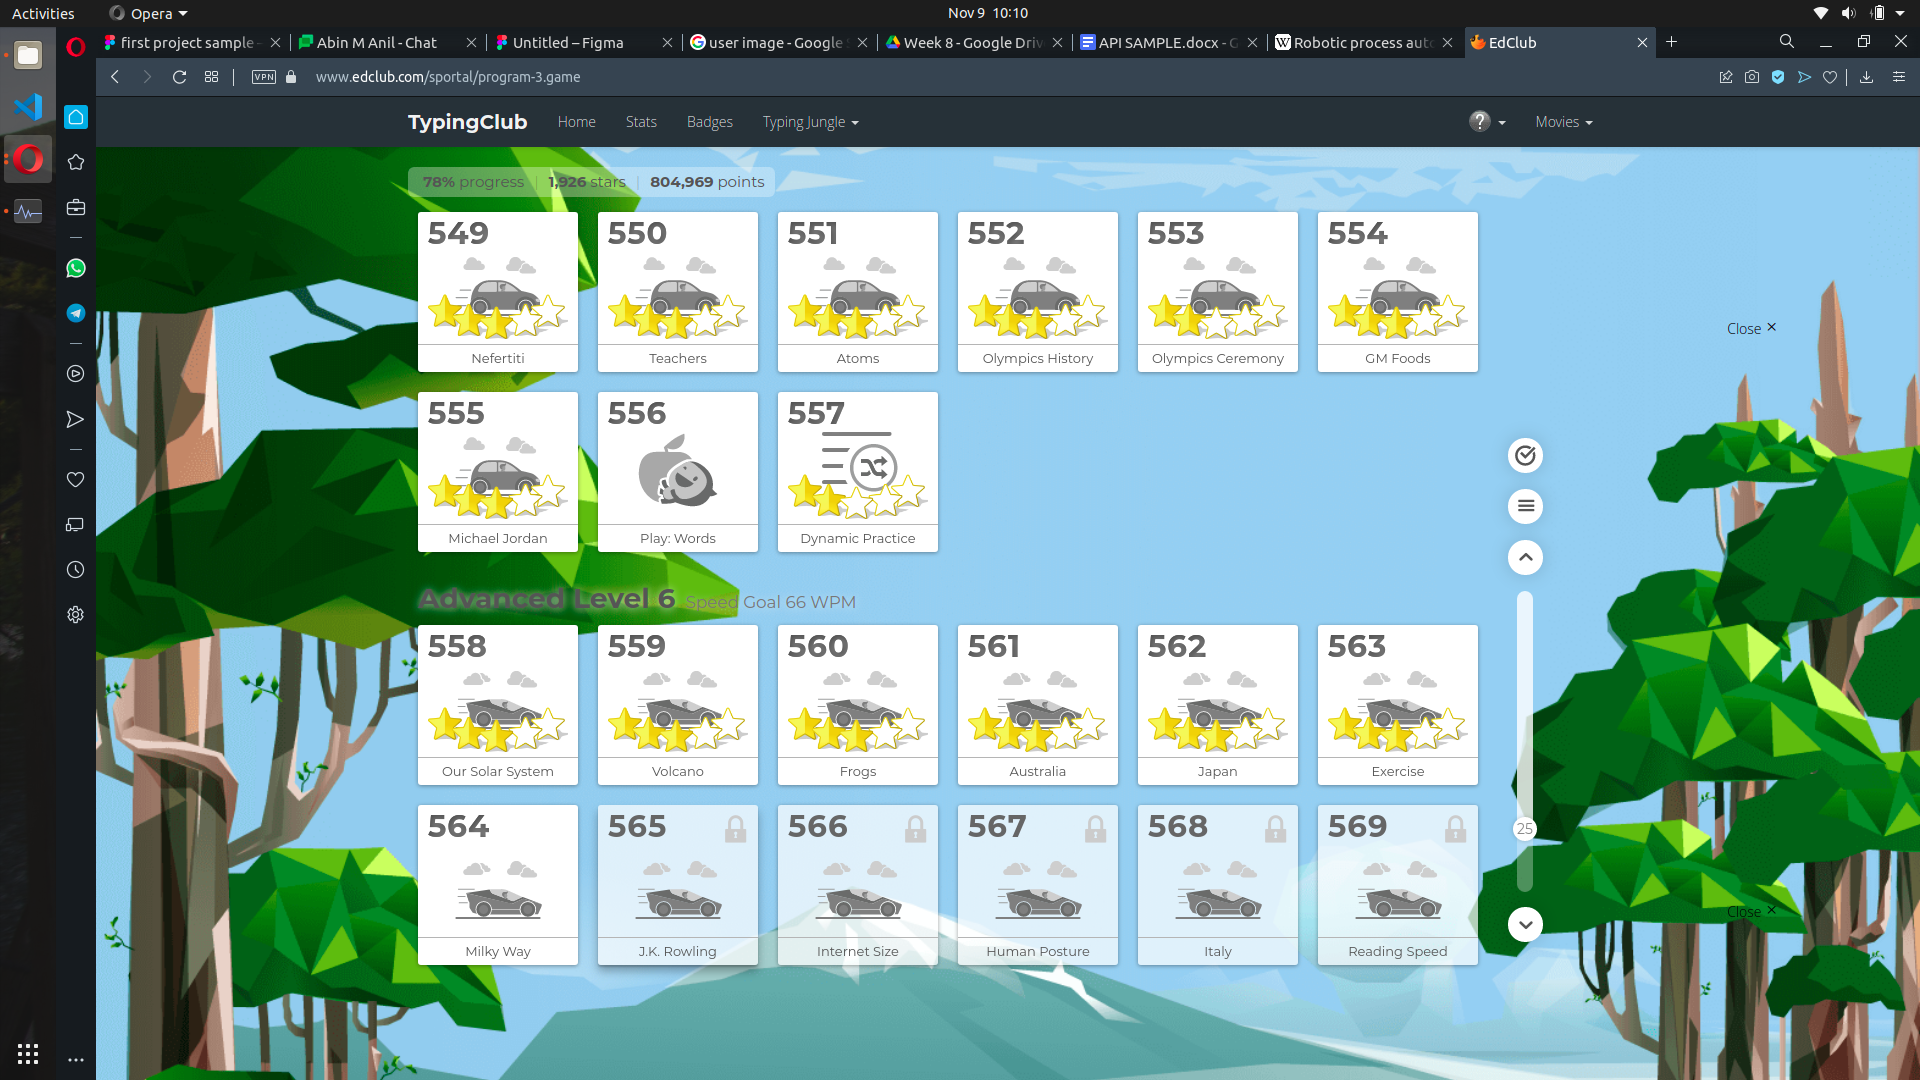 Activities
Opera
Nov 9 10:10
first project sample -
Abin M Anil - Chat
Untitled – Figma
user image - Google S
Week 8 - Google Driv
API SAMPLE.docx - G
Robotic process auto
EdClub
VPN
www.edclub.com/sportal/program-3.game
TypingClub
Home
Stats
Badges
Typing Jungle
?
Movies
78% progress
1,926 stars
804,969 points
549
550
551
552
553
554
Nefertiti
Teachers
Atoms
Olympics History
Olympics Ceremony
GM Foods
Close ×
555
556
557
Michael Jordan
Play: Words
Dynamic Practice
Advanced Level 6 Speed Goal 66 WPM
558
559
560
561
562
563
Our Solar System
Volcano
Frogs
Australia
Japan
Exercise
564
565
566
567
568
569
25
Close ×
Milky Way
J.K. Rowling
Internet Size
Human Posture
Italy
Reading Speed